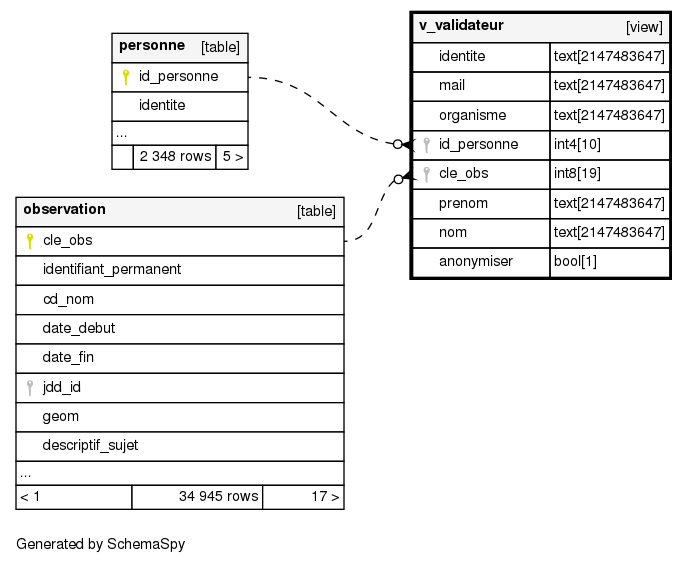 personne [table]
id_personne
identite
...
2 348 rows 5 >
v_validateur [view]
identite text[2147483647]
mail text[2147483647]
organisme text[2147483647]
id_personne int4[10]
cle_obs int8[19]
prenom text[2147483647]
nom text[2147483647]
anonymiser bool[1]
observation [table]
cle_obs
identifiant_permanent
cd_nom
date_debut
date_fin
jdd_id
geom
descriptif_sujet
...
< 1 34 945 rows 17 >
Generated by SchemaSpy